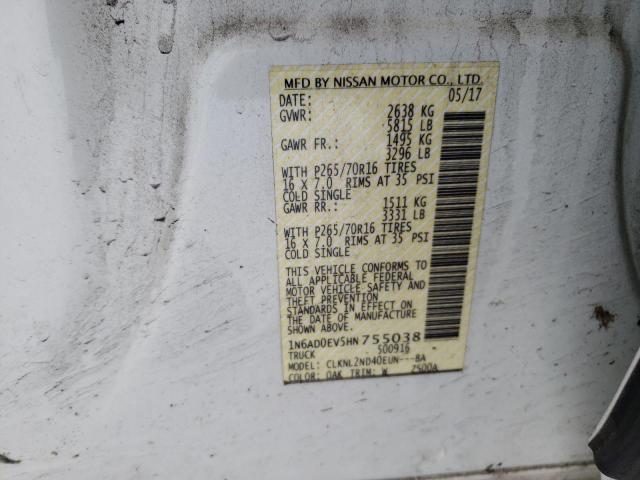 MFD BY NISSAN MOTOR CO., LTD.
DATE: 05/17
GVWR: 2638 KG
5815 LB
GAWR FR.: 1495 KG
3296 LB
WITH P265/70R16 TIRES
16 X 7.0 RIMS AT 35 PSI
COLD SINGLE
GAWR RR.: 1511 KG
3331 LB
WITH P265/70R16 TIRES
16 X 7.0 RIMS AT 35 PSI
COLD SINGLE
THIS VEHICLE CONFORMS TO
ALL APPLICABLE FEDERAL
MOTOR VEHICLE SAFETY AND
THEFT PREVENTION
STANDARDS IN EFFECT ON THE
DATE OF MANUFACTURE
SHOWN ABOVE.
1N6AD0EV5HN755038
TRUCK 500916
MODEL: CLKNLZND40EUN---BA
COLOR: QAK TRIM: W 7500A